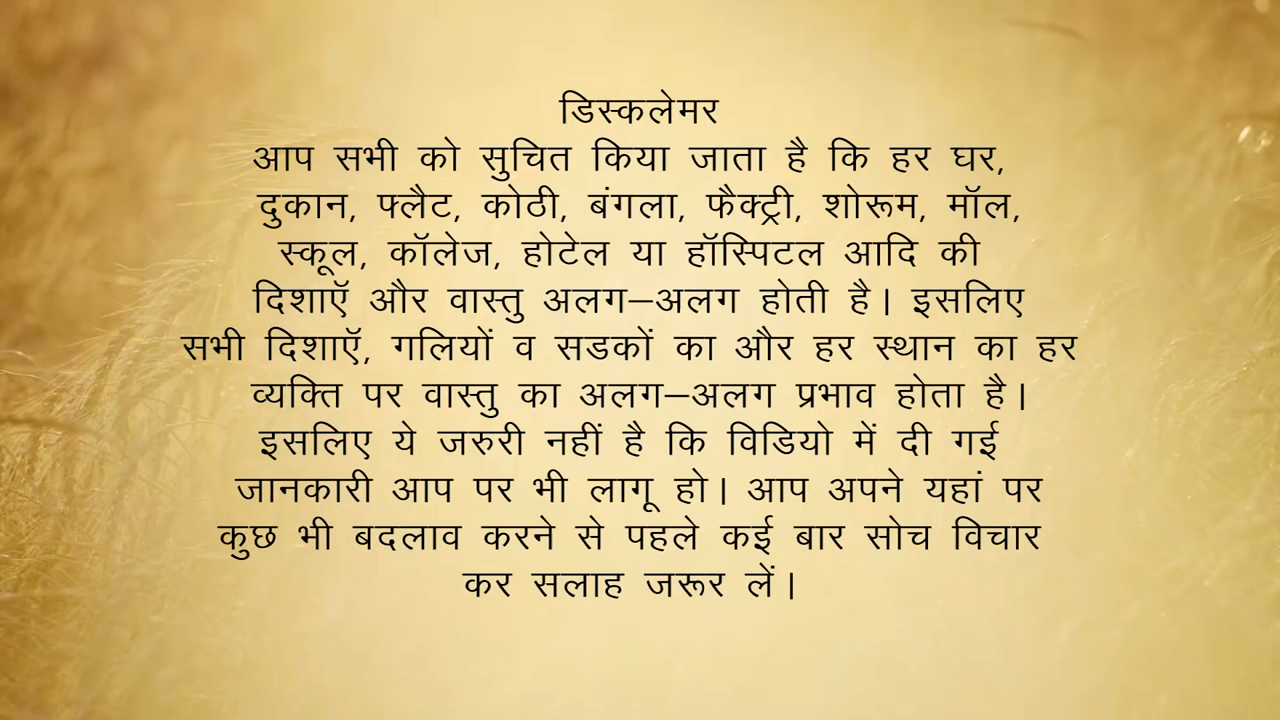 डिस्कलेमर
आप सभी को सुचित किया जाता है कि हर घर,
दुकान, फ्लैट, कोठी, बंगला, फैक्ट्री, शोरूम, मॉल,
स्कूल, कॉलेज, होटेल या हॉस्पिटल आदि की
दिशाऍ और वास्तु अलग–अलग होती है। इसलिए
सभी दिशाऍ, गलियों व सडकों का और हर स्थान का हर
व्यक्ति पर वास्तु का अलग–अलग प्रभाव होता है।
इसलिए ये जरुरी नहीं है कि विडियो में दी गई
जानकारी आप पर भी लागू हो। आप अपने यहां पर
कुछ भी बदलाव करने से पहले कई बार सोच विचार
कर सलाह जरूर लें।